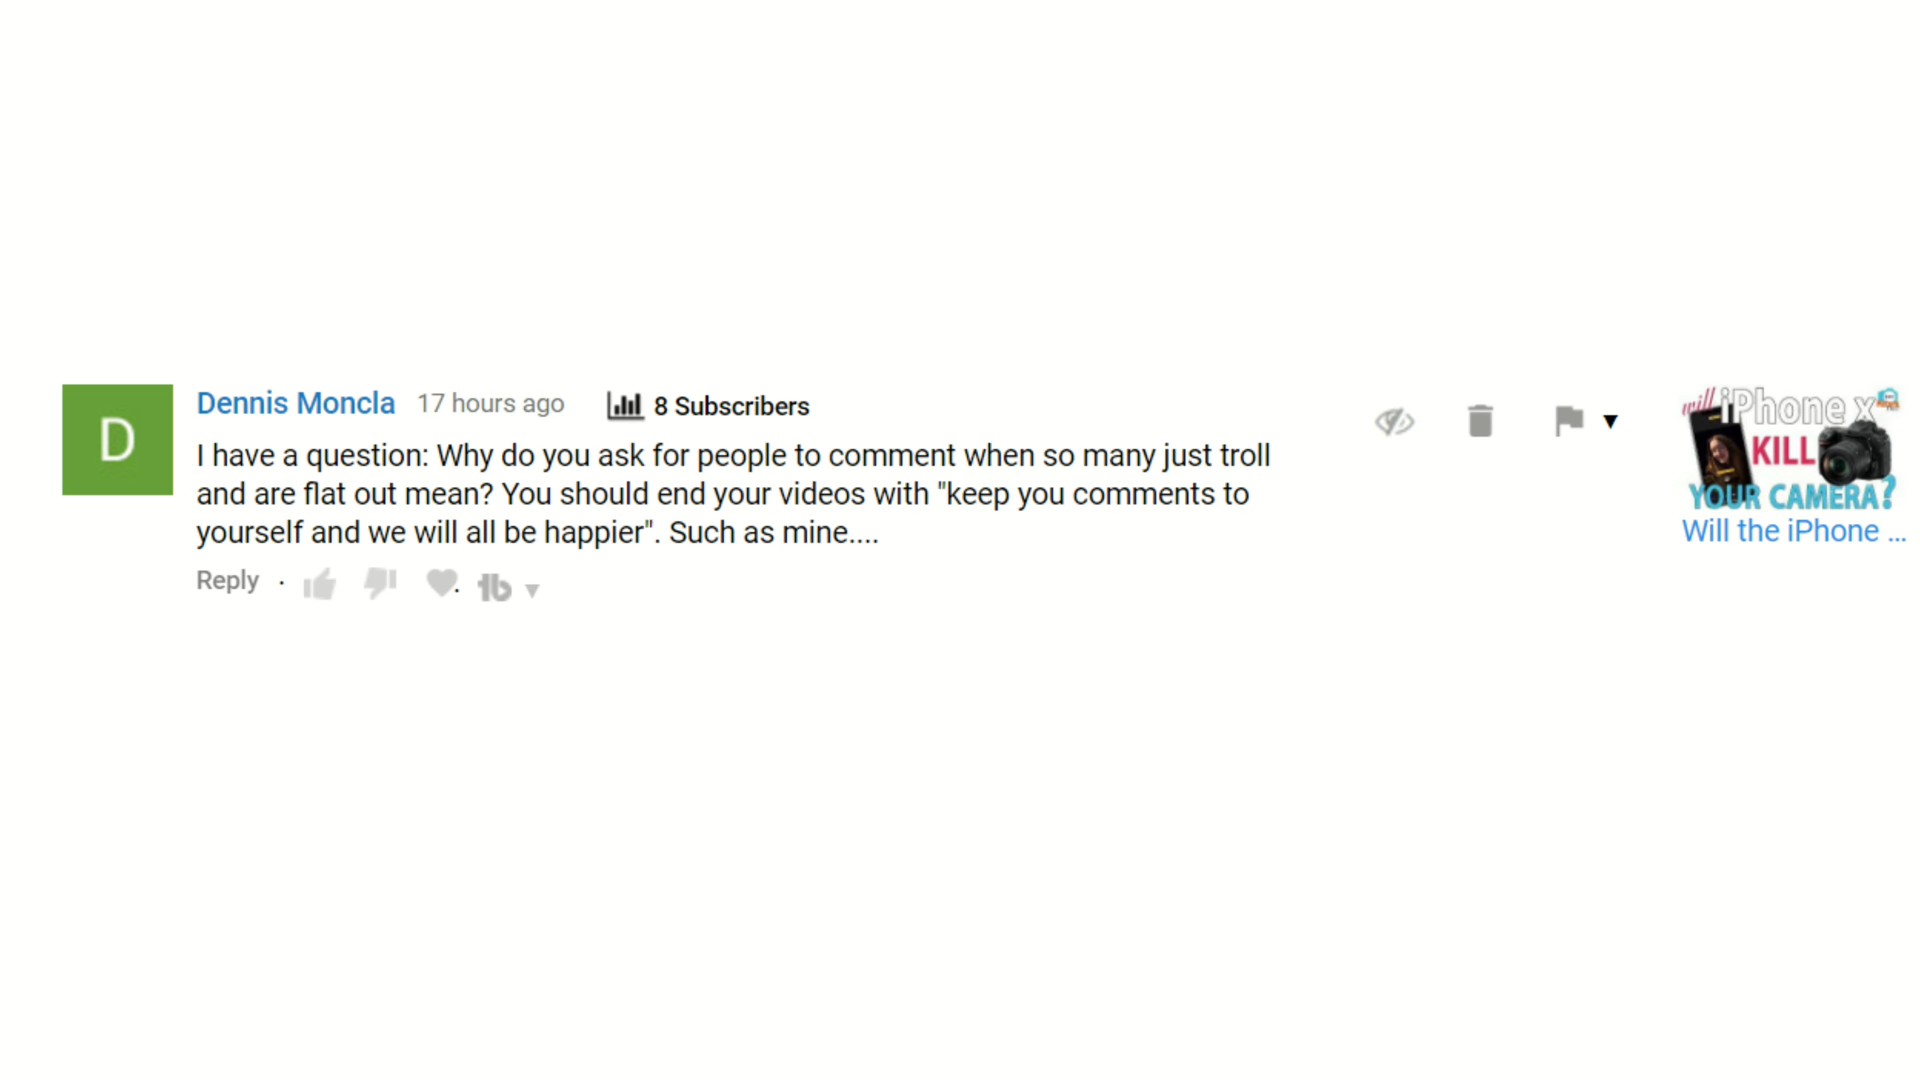 D
Dennis Moncla 17 hours ago 8 Subscribers
I have a question: Why do you ask for people to comment when so many just troll
and are flat out mean? You should end your videos with "keep you comments to
yourself and we will all be happier". Such as mine....
Reply
will iPhone X
KILL
YOUR CAMERA?
Will the iPhone ...